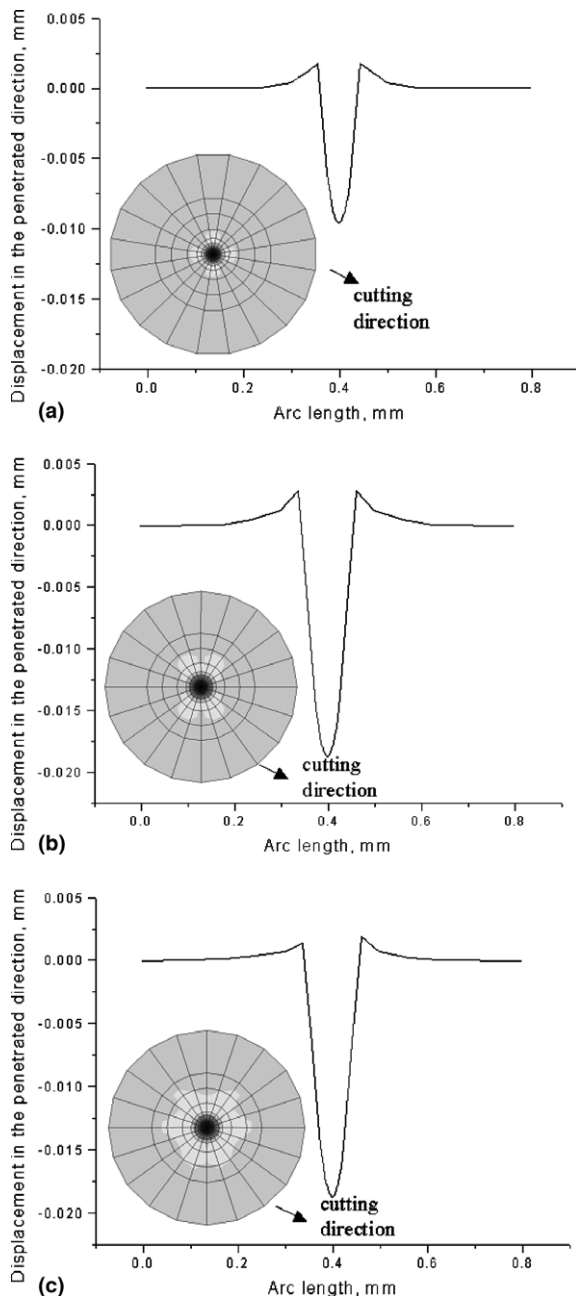 0.005
0.000
-0.005
-0.010
-0.015
-0.020
Displacement in the penetrated direction, mm
cutting
direction
0.0 0.2 0.4 0.6 0.8
Arc length, mm
(a)
0.005
0.000
-0.005
-0.010
-0.015
-0.020
Displacement in the penetrated direction, mm
cutting
direction
0.0 0.2 0.4 0.6 0.8
Arc length, mm
(b)
0.005
0.000
-0.005
-0.010
-0.015
-0.020
Displacement in the penetrated direction, mm
cutting
direction
0.0 0.2 0.4 0.6 0.8
Arc length, mm
(c)